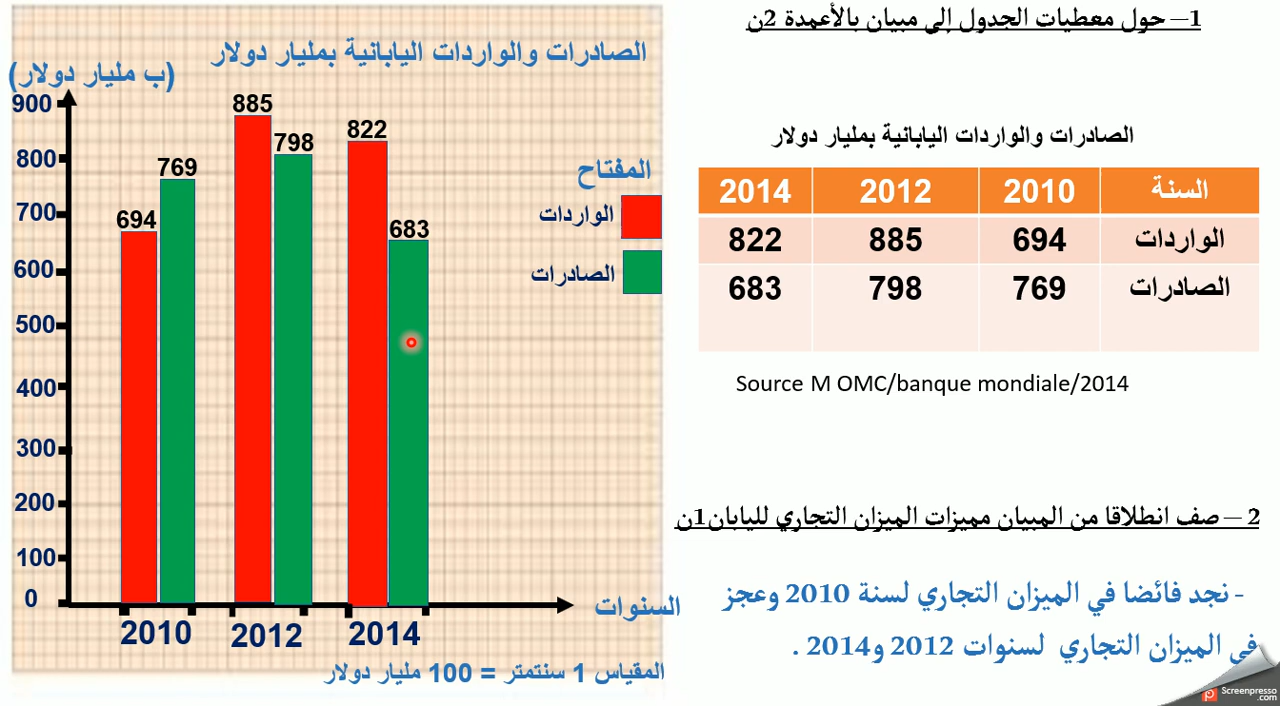 1– حول معطيات الجدول إلى مبيان بالأعمدة 2ن
الصادرات والواردات اليابانية بمليار دولار
السنة 2010 2012 2014
الواردات 694 885 822
الصادرات 769 798 683
Source M OMC/banque mondiale/2014
2 – صف انطلاقا من المبيان مميزات الميزان التجاري لليابان1ن
- نجد فائضا في الميزان التجاري لسنة 2010 وعجز
في الميزان التجاري لسنوات 2012 و2014 .
الصادرات والواردات اليابانية بمليار دولار
(ب مليار دولار)
900
800
700
600
500
400
300
200
100
0
694
769
885
798
822
683
2010
2012
2014
السنوات
المفتاح
الواردات
الصادرات
المقياس 1 سنتمتر = 100 مليار دولار
Screenpresso
.com